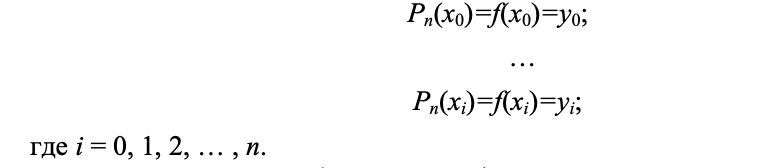 Pₙ(x₀)=f(x₀)=y₀;
…
Pₙ(xᵢ)=f(xᵢ)=yᵢ;
где i = 0, 1, 2, … , n.